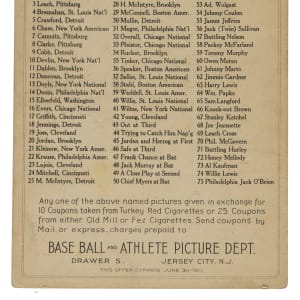 3 Leach, Pittsburg
4 Bresnahan, St. Louis Nat'l
5 Crawford, Detroit
6 Chase, New York American
7 Campnitz, Pittsburg
8 Clarke, Pittsburg
9 Cobb, Detroit
10 Devlin, New York Nat'l
11 Dahlen, Brooklyn
12 Donovan, Detroit
13 Doyle, New York National
14 Donlin, Philadelphia Nat'l
15 Elberfield, Washington
16 Evers, Chicago National
17 Griffith, Cincinnati
18 Jennings, Detroit
19 Joss, Cleveland
20 Jordan, Brooklyn
21 Kleinow, New York Amer.
22 Krause, Philadelphia Amer.
23 Lajoie, Cleveland
24 Mitchell, Cincinnati
25 M. McIntyre, Detroit
28 H. McIntyre, Brooklyn
29 McConnell, Boston Amer.
30 Mullin, Detroit
31 Magee, Philadelphia Nat'l
32 Overall, Chicago National
33 Pfeister, Chicago National
34 Rucker, Brooklyn
35 Tinker, Chicago National
36 Speaker, Boston American
37 Sallee, St. Louis National
38 Stahl, Boston American
39 Waddell, St. Louis Amer.
40 Willis, St. Louis National
41 Wiltse, New York National
42 Young, Cleveland
43 Out at Third
44 Trying to Catch Him Nap'g
45 Jordan and Herzog at First
46 Safe at Third
47 Frank Chance at Bat
48 Jack Murray at Bat
49 A Close Play at Second
50 Chief Myers at Bat
53 Ad. Wolgast
54 Johnny Coulon
55 James Jeffries
56 Jack (Twin) Sullivan
57 Battling Nelson
58 Packey McFarland
59 Tommy Murphy
60 Owen Moran
61 Johnny Marto
62 Jimmie Gardner
63 Harry Lewis
64 Wm. Papke
65 Sam Langford
66 Knock-out Brown
67 Stanley Ketchel
68 Joe Jeannette
69 Leach Cross
70 Phil. McGovern
71 Battling Hurley
72 Honey Mellody
73 Al Kaufman
74 Willie Lewis
75 Philadelphia Jack O'Brien
Any one of the above named pictures given in exchange for
10 Coupons taken from Turkey Red Cigarettes or 25 Coupons
from either Old Mill or Fez Cigarettes. Send coupons by
Mail or express. charges prepaid to
BASE BALL AND ATHLETE PICTURE DEPT.
DRAWER S. JERSEY CITY. N.J.
THIS OFFER EXPIRES JUNE 30-1911.